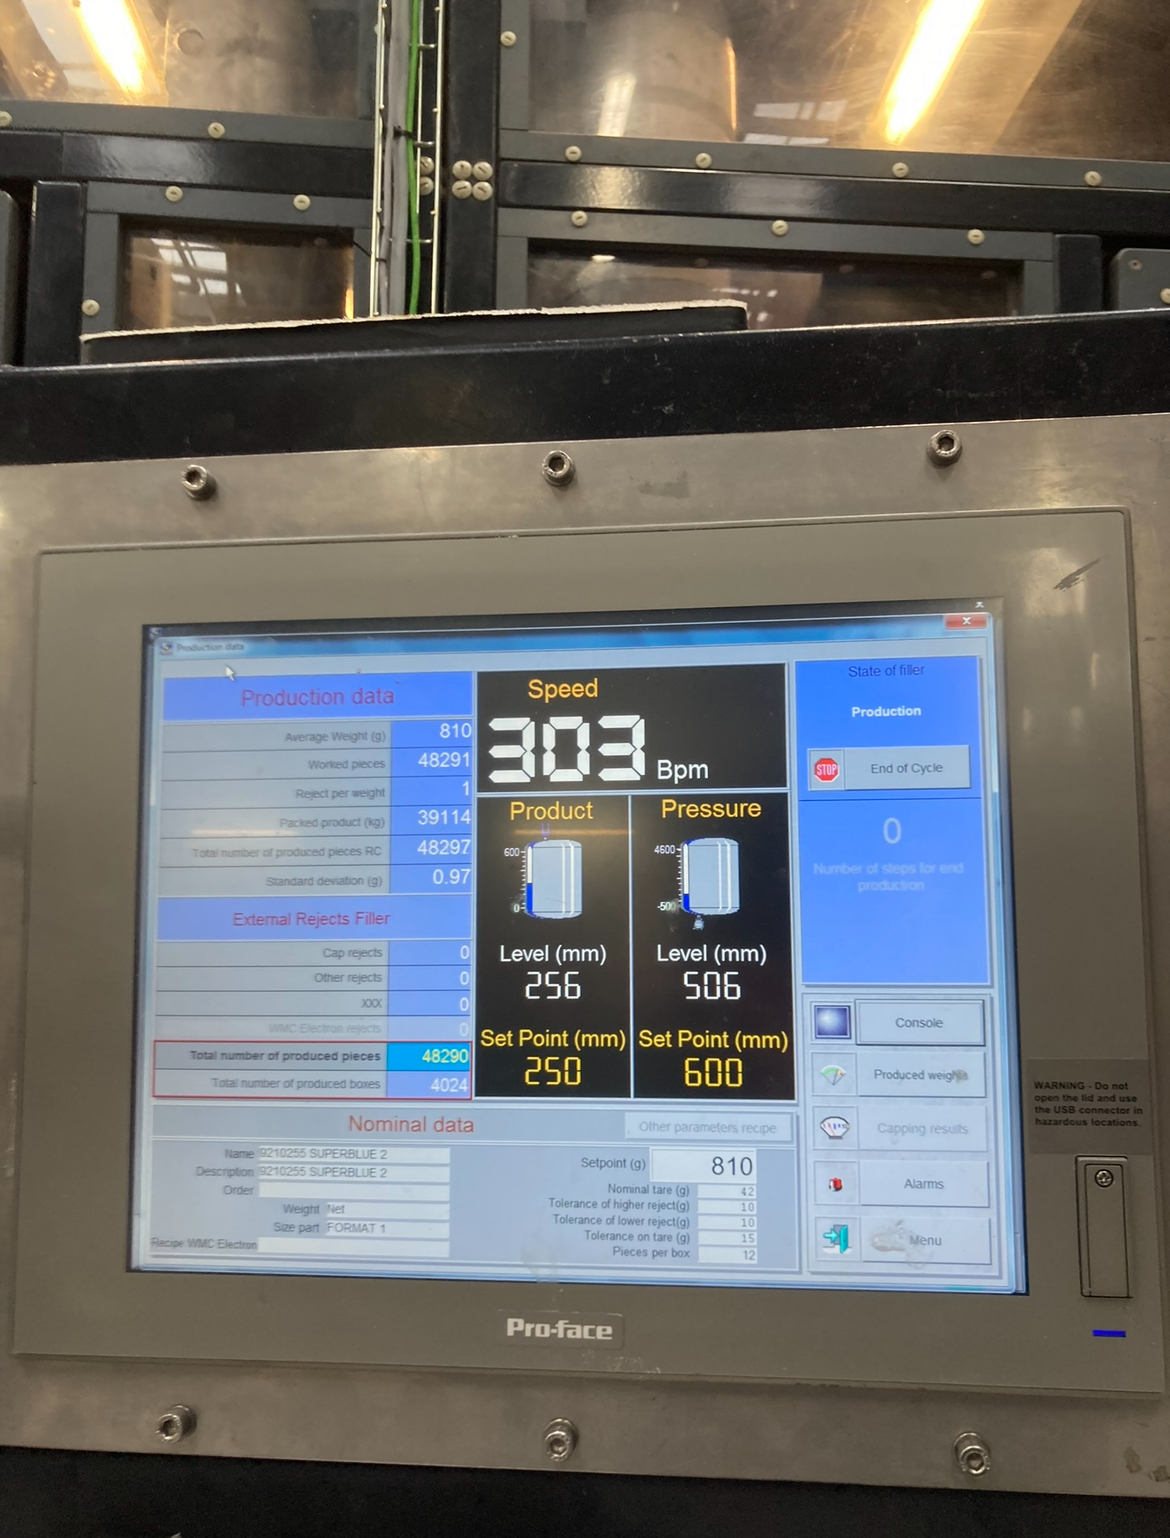 Production data
Production data
Average Weight (g) 810
Worked pieces 48291
Reject per weight 1
Packed product (kg) 39114
Total number of produced pieces RC 48297
Standard deviation (g) 0.97
External Rejects Filler
Cap rejects 0
Other rejects 0
XXX 0
WMC Electron rejects 0
Total number of produced pieces 48290
Total number of produced boxes 4024
Speed
303 Bpm
Product
600
0
Level (mm)
256
Set Point (mm)
250
Pressure
4600
-500
Level (mm)
506
Set Point (mm)
600
State of filler
Production
STOP End of Cycle
0
Number of steps for end
production
Console
Produced weights
Capping results
Alarms
Menu
Nominal data
Other parameters recipe
Name 9210255 SUPERBLUE 2
Description 9210255 SUPERBLUE 2
Order
Weight Net
Size part FORMAT 1
Recipe WMC Electron
Setpoint (g) 810
Nominal tare (g) 42
Tolerance of higher reject(g) 10
Tolerance of lower reject(g) 10
Tolerance on tare (g) 15
Pieces per box 12
WARNING - Do not
open the lid and use
the USB connector in
hazardous locations.
Pro-face